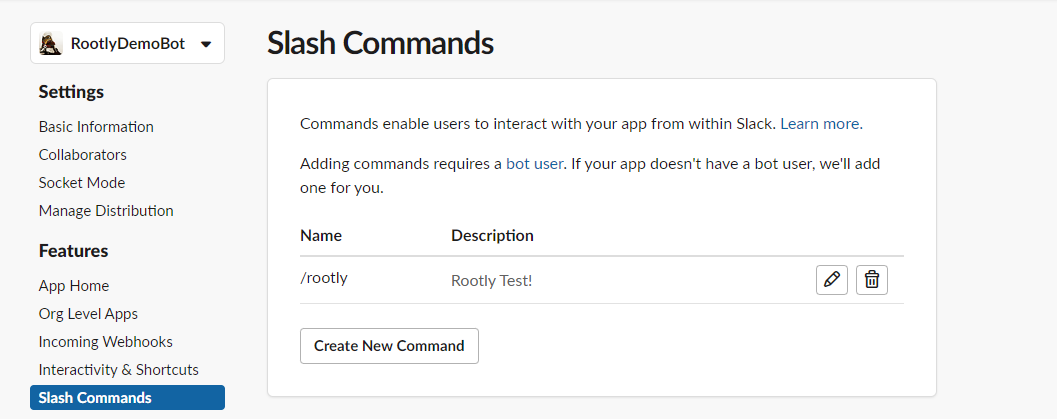 RootlyDemoBot
Settings
Basic Information
Collaborators
Socket Mode
Manage Distribution
Features
App Home
Org Level Apps
Incoming Webhooks
Interactivity & Shortcuts
Slash Commands
Slash Commands
Commands enable users to interact with your app from within Slack. Learn more.
Adding commands requires a bot user. If your app doesn't have a bot user, we'll add
one for you.
Name Description
/rootly Rootly Test!
Create New Command